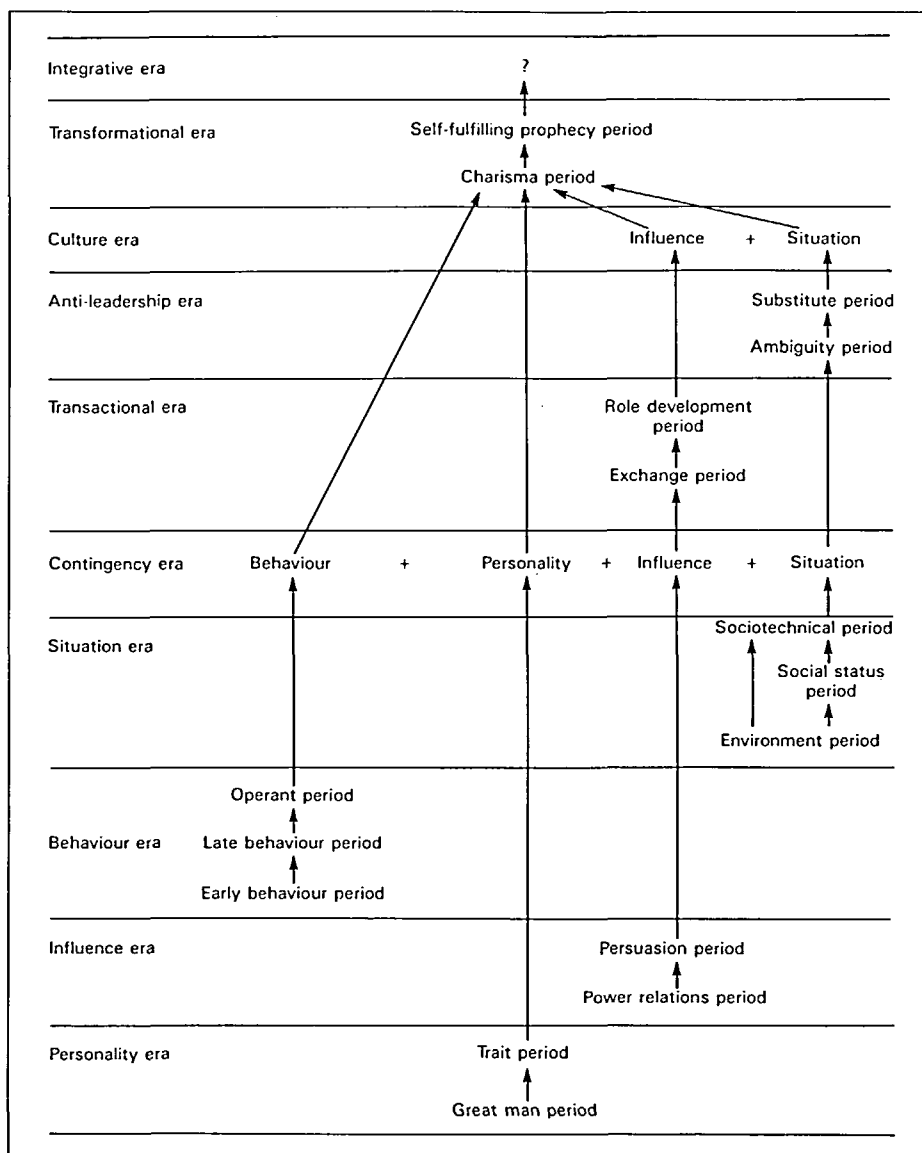 Integrative era ?
Transformational era Self-fulfilling prophecy period
Charisma period
Culture era Influence + Situation
Anti-leadership era Substitute period
Ambiguity period
Transactional era Role development
period
Exchange period
Contingency era Behaviour + Personality + Influence + Situation
Sociotechnical period
Situation era
Social status
period
Environment period
Operant period
Behaviour era Late behaviour period
Early behaviour period
Influence era Persuasion period
Power relations period
Personality era Trait period
Great man period